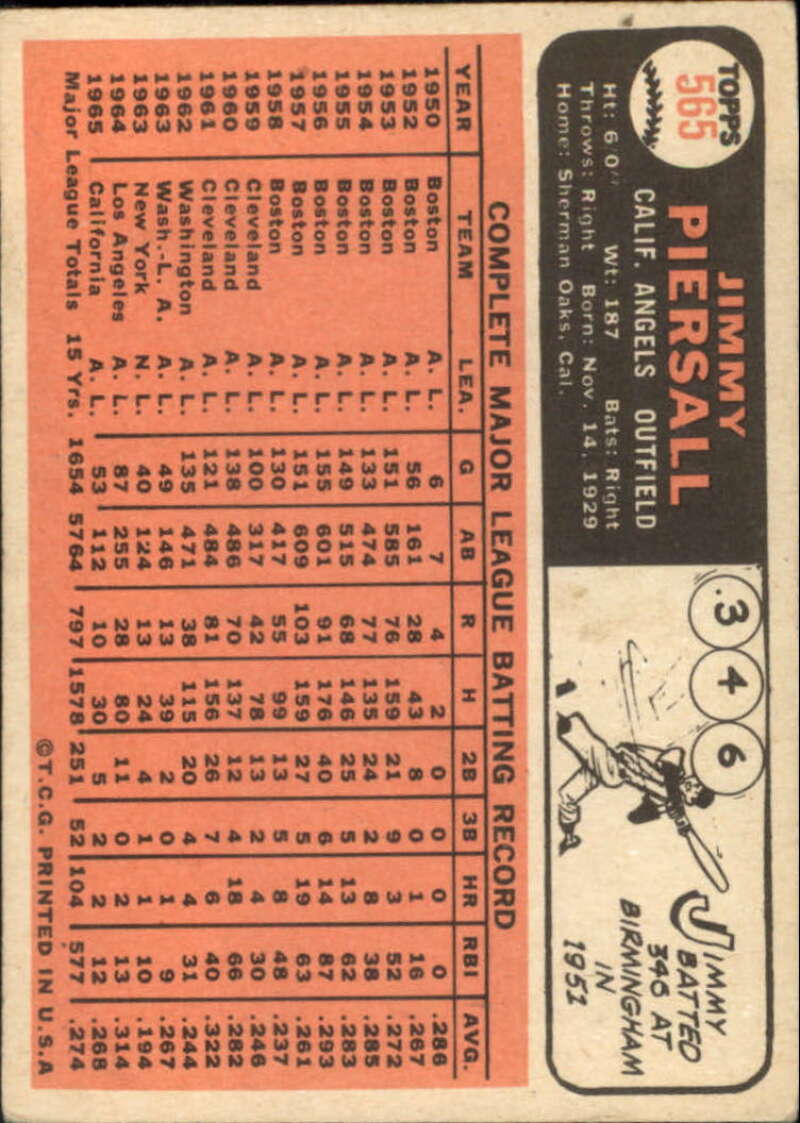 TOPPS
565
JIMMY
PIERSALL
CALIF. ANGELS OUTFIELD
Ht: 6'0" Wt: 187 Bats: Right
Throws: Right Born: Nov. 14, 1929
Home: Sherman Oaks, Cal.
.3 4 6
JIMMY
BATTED
346 AT
BIRMINGHAM
IN
1951
COMPLETE MAJOR LEAGUE BATTING RECORD
YEAR TEAM LEA. G AB R H 2B 3B HR RBI AVG.
1950 Boston A. L. 6 7 4 2 0 0 0 0 .286
1952 Boston A. L. 56 161 28 43 8 0 1 16 .267
1953 Boston A. L. 151 585 76 159 21 9 3 52 .272
1954 Boston A. L. 133 474 77 135 24 2 8 38 .285
1955 Boston A. L. 149 515 68 146 25 5 13 62 .283
1956 Boston A. L. 155 601 91 176 40 6 14 87 .293
1957 Boston A. L. 151 609 103 159 27 5 19 63 .261
1958 Boston A. L. 130 417 55 99 13 5 8 48 .237
1959 Cleveland A. L. 100 317 42 78 13 2 4 30 .246
1960 Cleveland A. L. 138 486 70 137 12 4 18 66 .282
1961 Cleveland A. L. 121 484 81 156 26 7 6 40 .322
1962 Washington A. L. 135 471 38 115 20 4 4 31 .244
1963 Wash.-L. A. A. L. 49 146 13 39 2 0 1 9 .267
1963 New York N. L. 40 124 13 24 4 1 1 10 .194
1964 Los Angeles A. L. 87 255 28 80 11 0 2 13 .314
1965 California A. L. 53 112 10 30 5 2 2 12 .268
Major League Totals 15 Yrs. 1654 5764 797 1578 251 52 104 577 .274
©T.C.G. PRINTED IN U.S.A